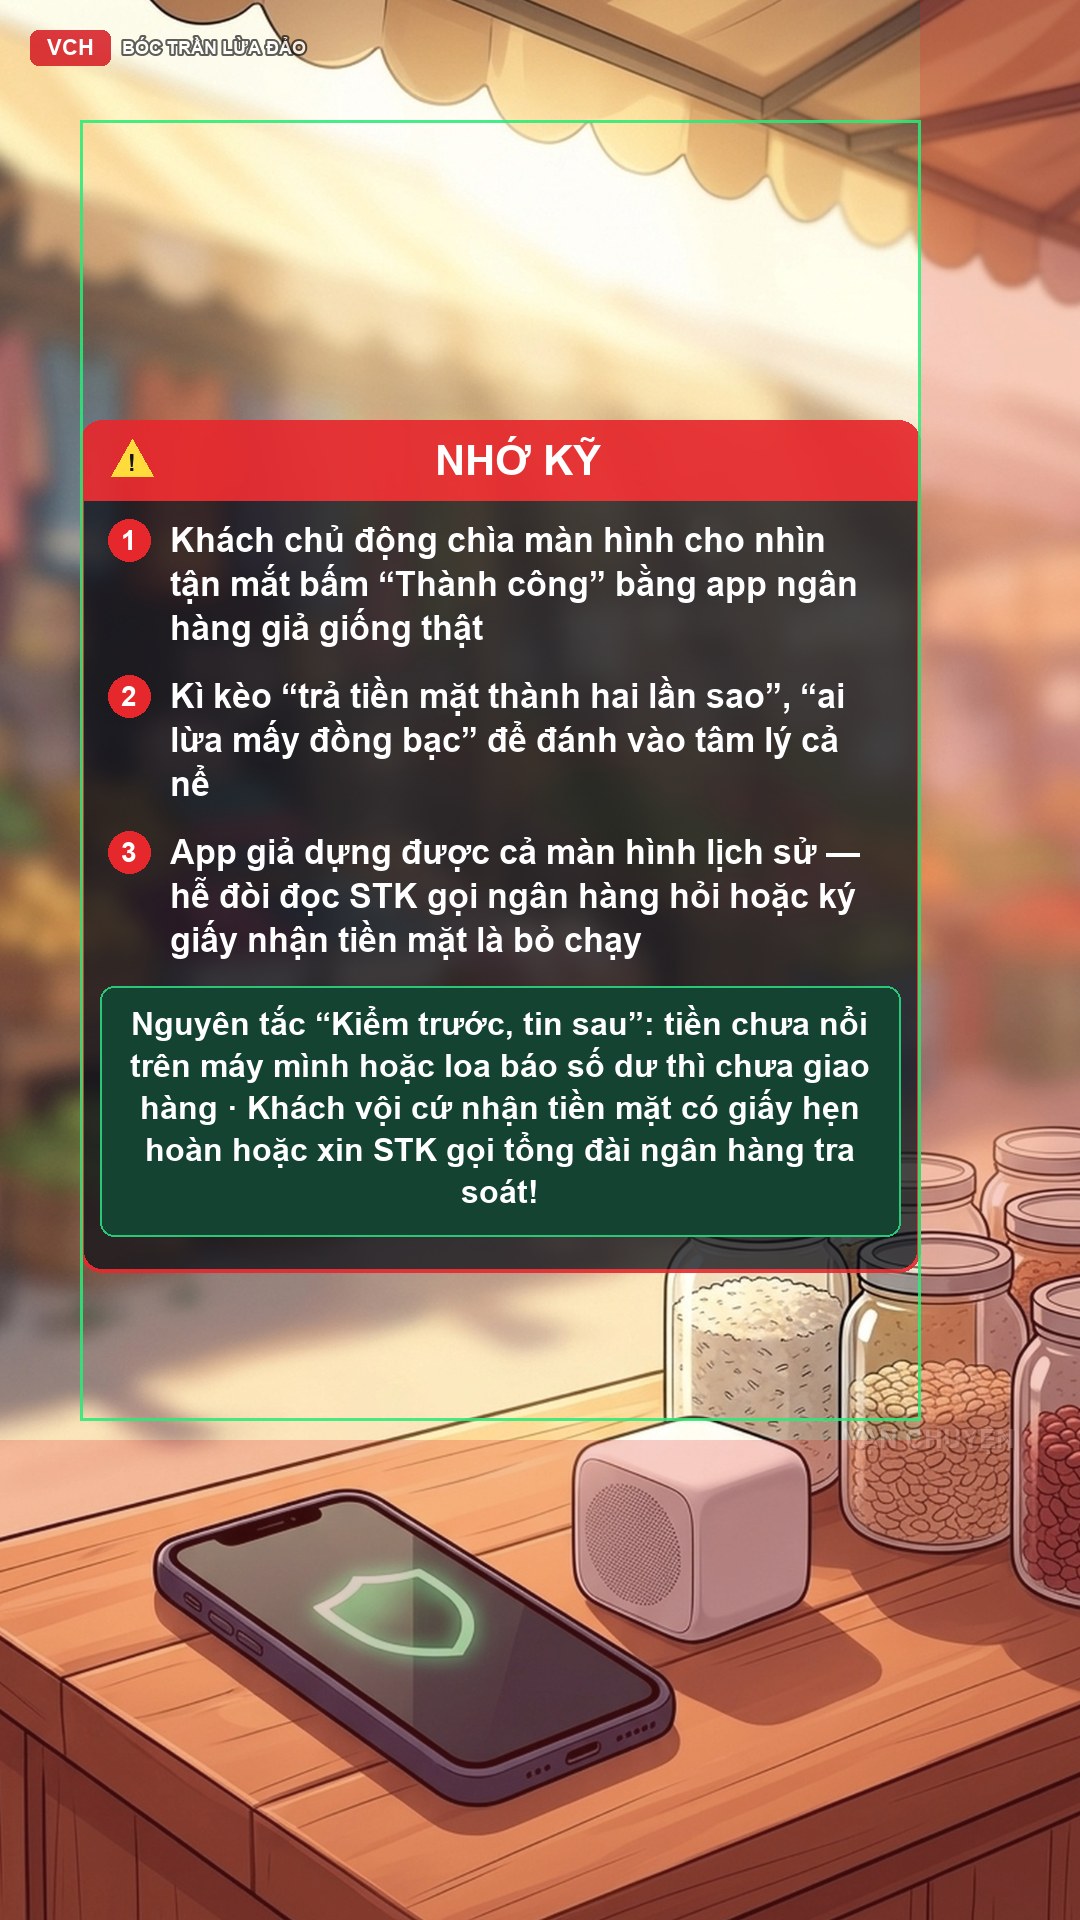 VCH BÓC TRẦN LỪA ĐẢO
NHỚ KỸ
1 Khách chủ động chìa màn hình cho nhìn
tận mắt bấm “Thành công” bằng app ngân
hàng giả giống thật
2 Kì kèo “trả tiền mặt thành hai lần sao”, “ai
lừa mấy đồng bạc” để đánh vào tâm lý cả
nể
3 App giả dựng được cả màn hình lịch sử —
hễ đòi đọc STK gọi ngân hàng hỏi hoặc ký
giấy nhận tiền mặt là bỏ chạy
Nguyên tắc “Kiểm trước, tin sau”: tiền chưa nổi
trên máy mình hoặc loa báo số dư thì chưa giao
hàng · Khách vội cứ nhận tiền mặt có giấy hẹn
hoàn hoặc xin STK gọi tổng đài ngân hàng tra
soát!